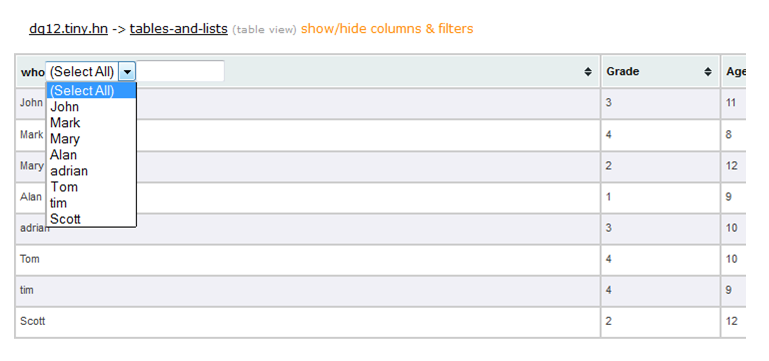 dq12.tiny.hn -> tables-and-lists (table view) show/hide columns & filters
who (Select All) Grade Age
(Select All)
John
Mark
Mary
Alan
adrian
Tom
tim
Scott
John 3 11
Mark 4 8
Mary 2 12
Alan 1 9
adrian 3 10
Tom 4 10
tim 4 9
Scott 2 12